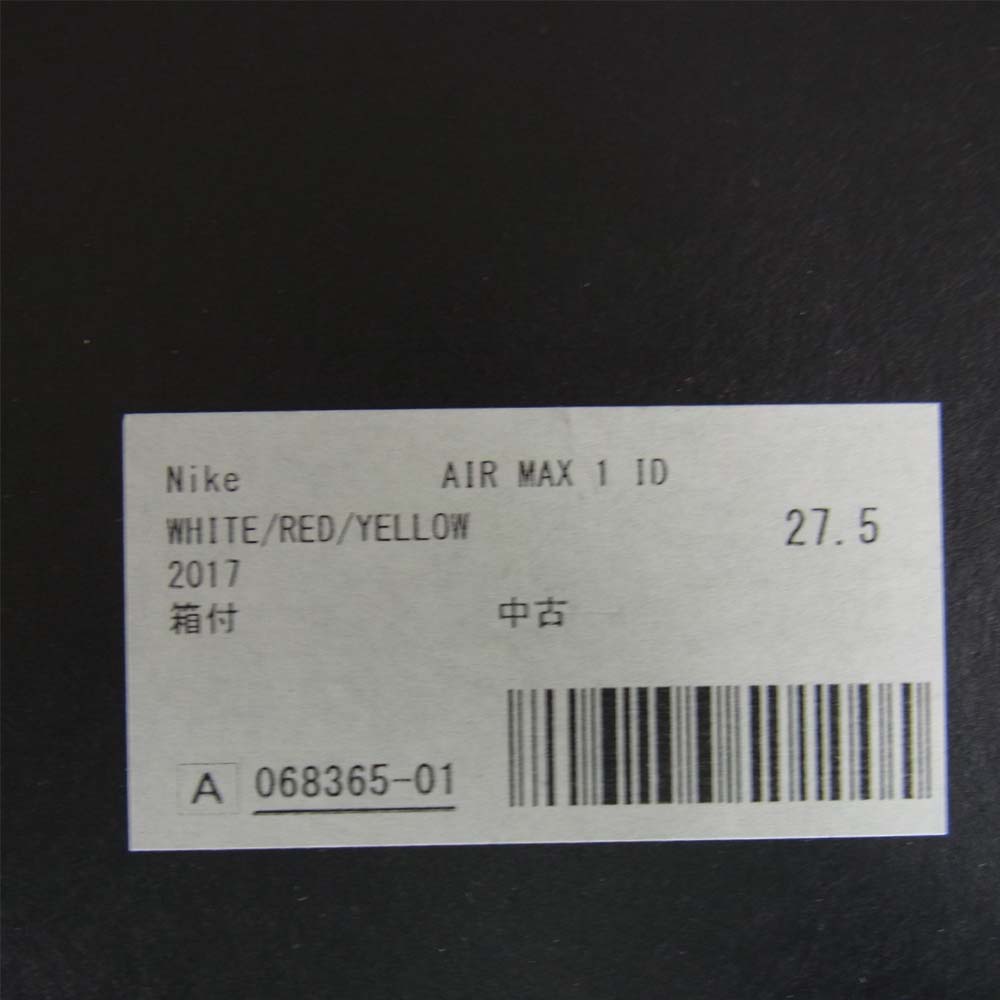 Nike AIR MAX 1 ID
WHITE/RED/YELLOW 27.5
2017
箱付 中古
A 068365-01